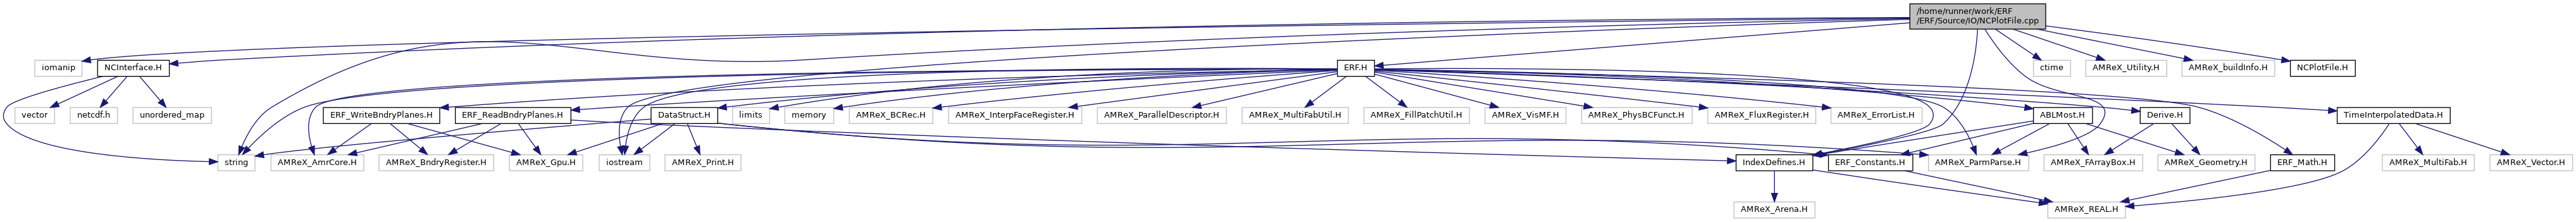 /home/runner/work/ERF
/ERF/Source/IO/NCPlotFile.cpp
iomanip
NCInterface.H
ERF.H
ctime
AMReX_Utility.H
AMReX_buildInfo.H
NCPlotFile.H
vector
netcdf.h
unordered_map
ERF_WriteBndryPlanes.H
ERF_ReadBndryPlanes.H
DataStruct.H
limits
memory
AMReX_BCRec.H
AMReX_InterpFaceRegister.H
AMReX_ParallelDescriptor.H
AMReX_MultiFabUtil.H
AMReX_FillPatchUtil.H
AMReX_VisMF.H
AMReX_PhysBCFunct.H
AMReX_FluxRegister.H
AMReX_ErrorList.H
ABLMost.H
Derive.H
TimeInterpolatedData.H
string
AMReX_AmrCore.H
AMReX_BndryRegister.H
AMReX_Gpu.H
iostream
AMReX_Print.H
IndexDefines.H
ERF_Constants.H
AMReX_ParmParse.H
AMReX_FArrayBox.H
AMReX_Geometry.H
ERF_Math.H
AMReX_MultiFab.H
AMReX_Vector.H
AMReX_Arena.H
AMReX_REAL.H